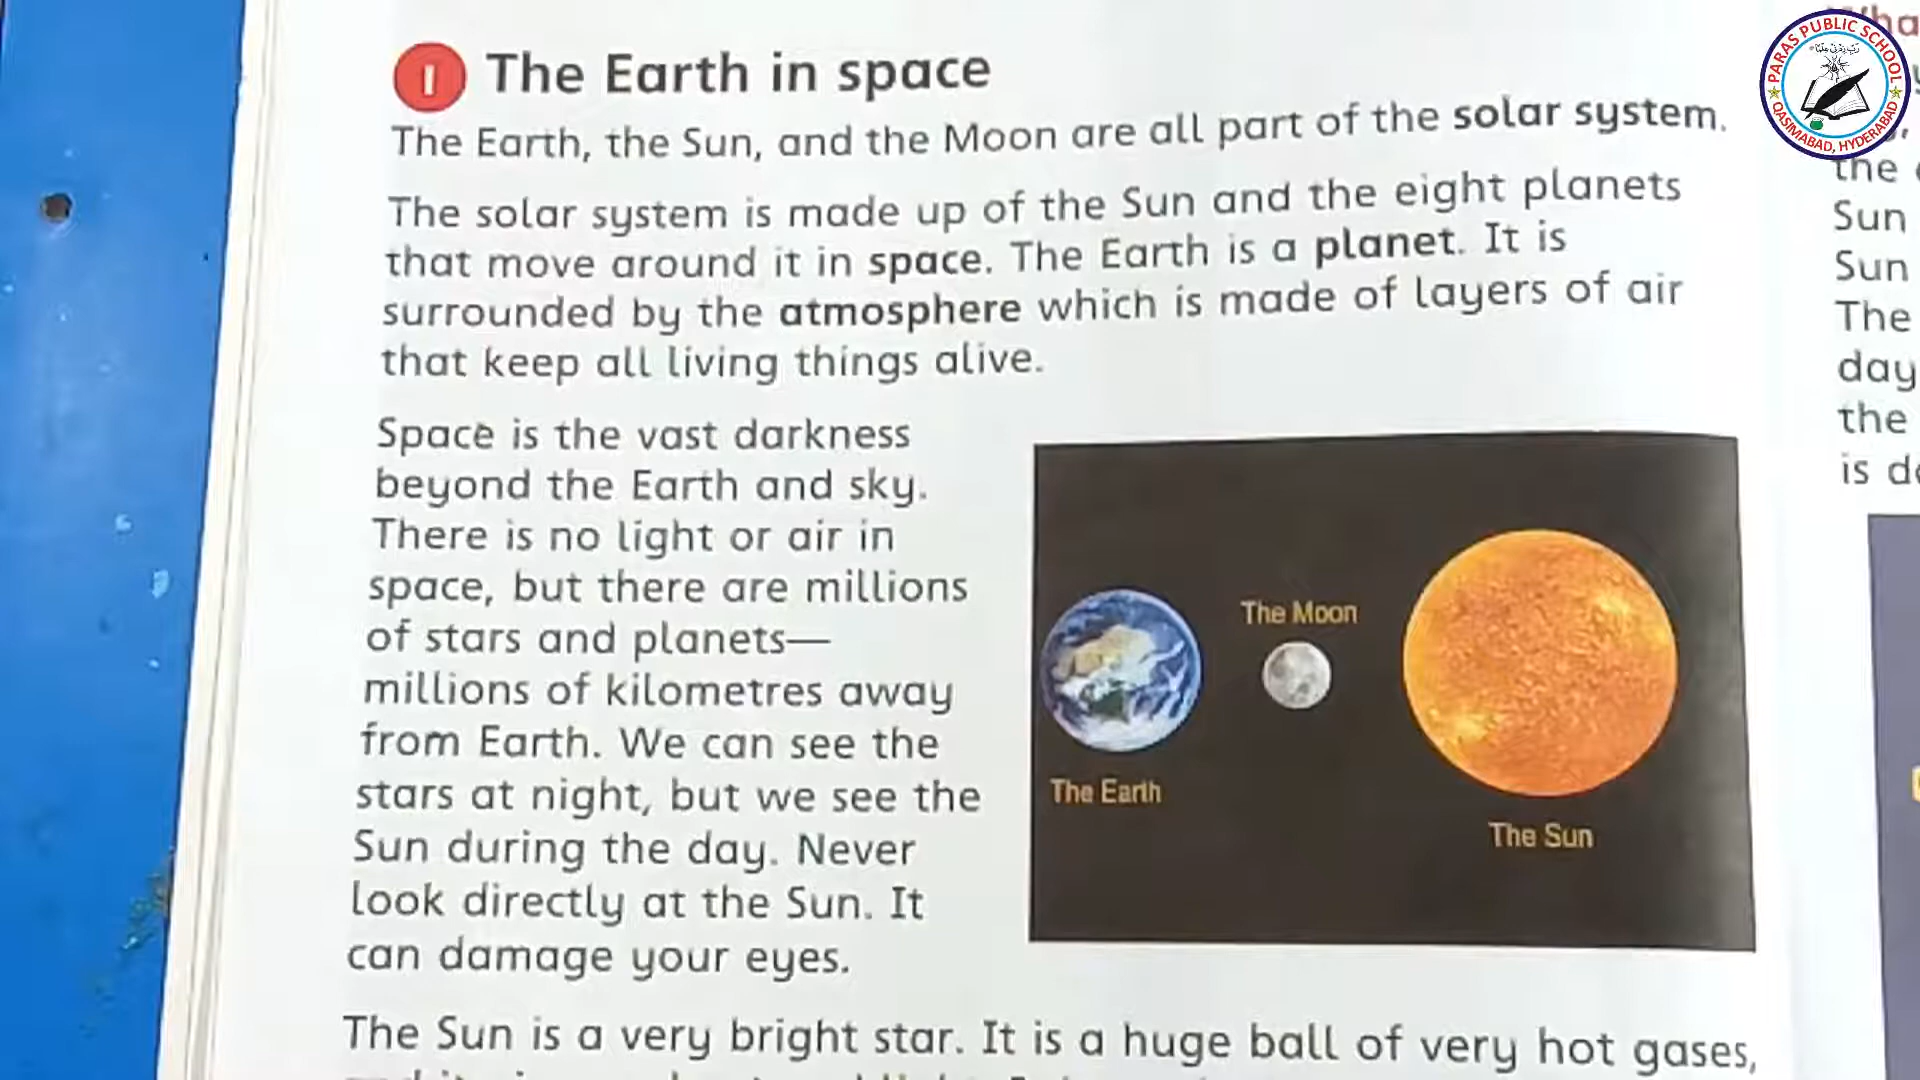 1 The Earth in space
The Earth, the Sun, and the Moon are all part of the solar system.
The solar system is made up of the Sun and the eight planets
that move around it in space. The Earth is a planet. It is
surrounded by the atmosphere which is made of layers of air
that keep all living things alive.
Space is the vast darkness
beyond the Earth and sky.
There is no light or air in
space, but there are millions
of stars and planets—
millions of kilometres away
from Earth. We can see the
stars at night, but we see the
Sun during the day. Never
look directly at the Sun. It
can damage your eyes.
The Moon
The Earth
The Sun
The Sun is a very bright star. It is a huge ball of very hot gases,
the
Sun
Sun
The
day
the
is
PARAS PUBLIC SCHOOL
QASIMABAD, HYDERABAD